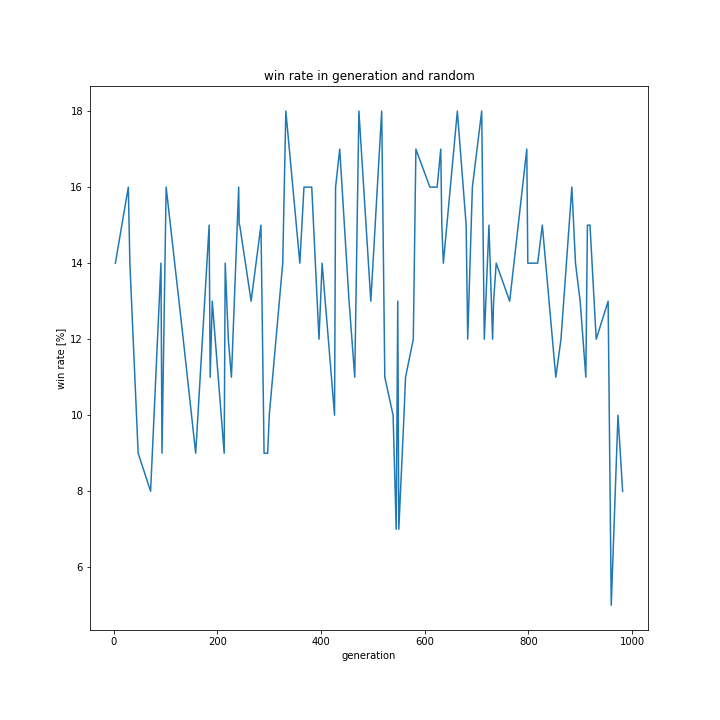 win rate in generation and random
win rate [%]
18
16
14
12
10
8
6
0 200 400 600 800 1000
generation